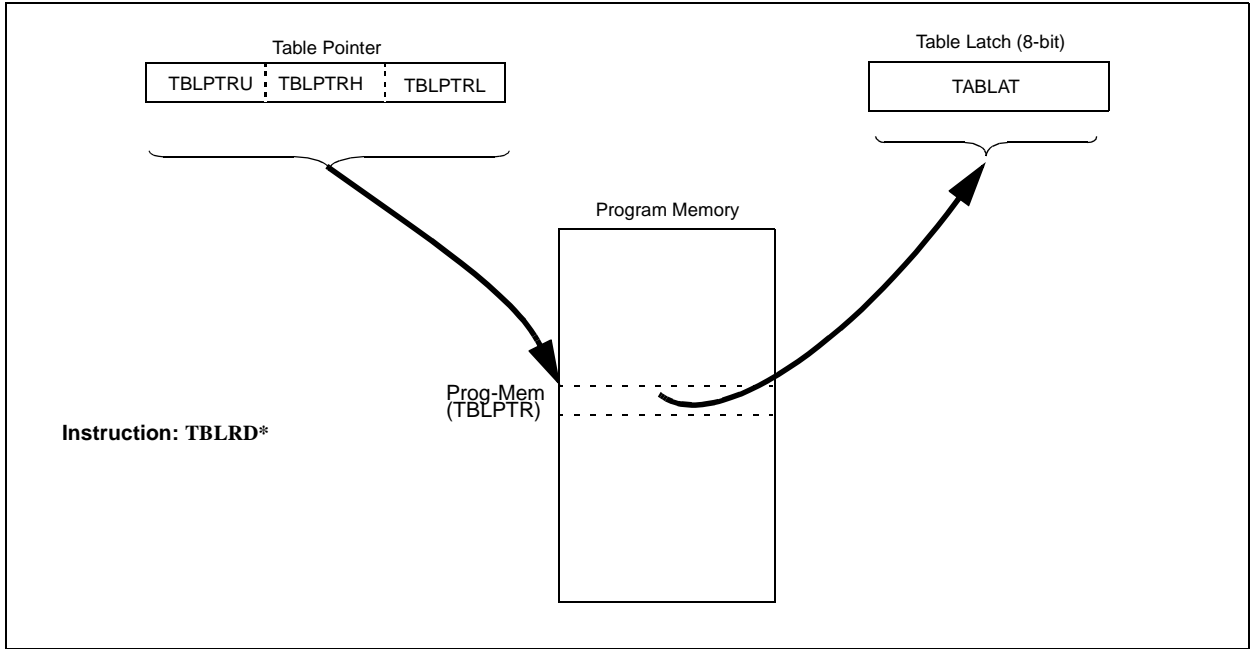 Table Pointer
TBLPTRU TBLPTRH TBLPTRL
Table Latch (8-bit)
TABLAT
Program Memory
Prog-Mem
(TBLPTR)
Instruction: TBLRD*